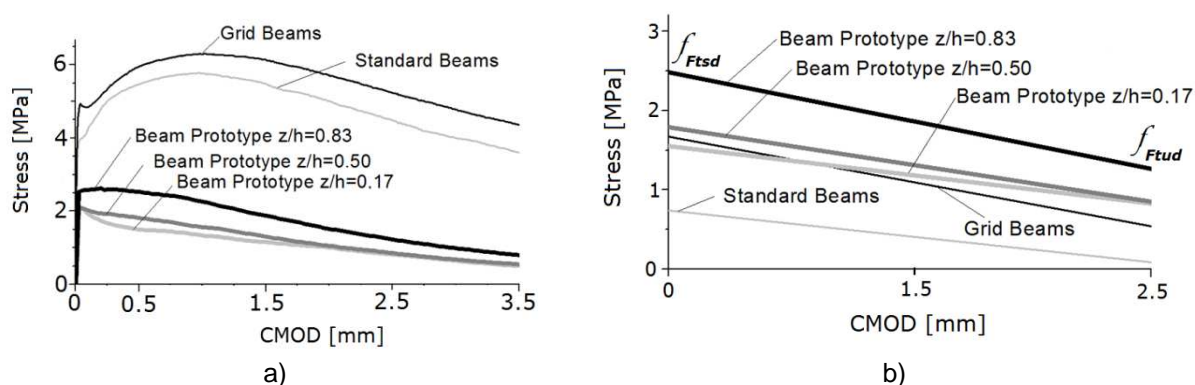 Grid Beams
Standard Beams
Beam Prototype z/h=0.83
Beam Prototype z/h=0.50
Beam Prototype z/h=0.17
6
4
2
0
Stress [MPa]
0
0.5
1.5
2.5
3.5
CMOD [mm]
a)
f Ftsd
Beam Prototype z/h=0.83
Beam Prototype z/h=0.50
Beam Prototype z/h=0.17
f Ftud
Standard Beams
Grid Beams
3
2
1
0
Stress [MPa]
0
1.5
2.5
CMOD [mm]
b)